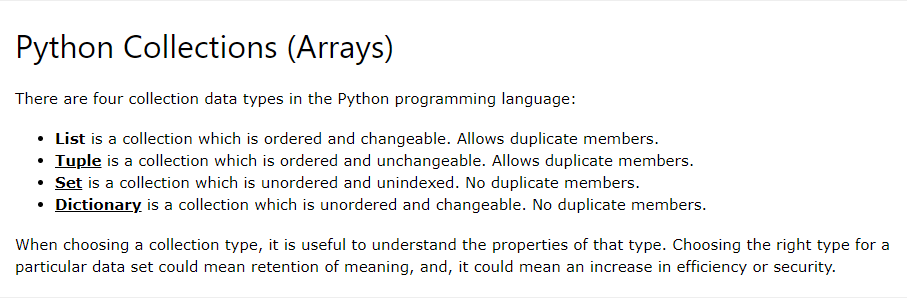 Python Collections (Arrays)
There are four collection data types in the Python programming language:
• List is a collection which is ordered and changeable. Allows duplicate members.
• Tuple is a collection which is ordered and unchangeable. Allows duplicate members.
• Set is a collection which is unordered and unindexed. No duplicate members.
• Dictionary is a collection which is unordered and changeable. No duplicate members.
When choosing a collection type, it is useful to understand the properties of that type. Choosing the right type for a
particular data set could mean retention of meaning, and, it could mean an increase in efficiency or security.